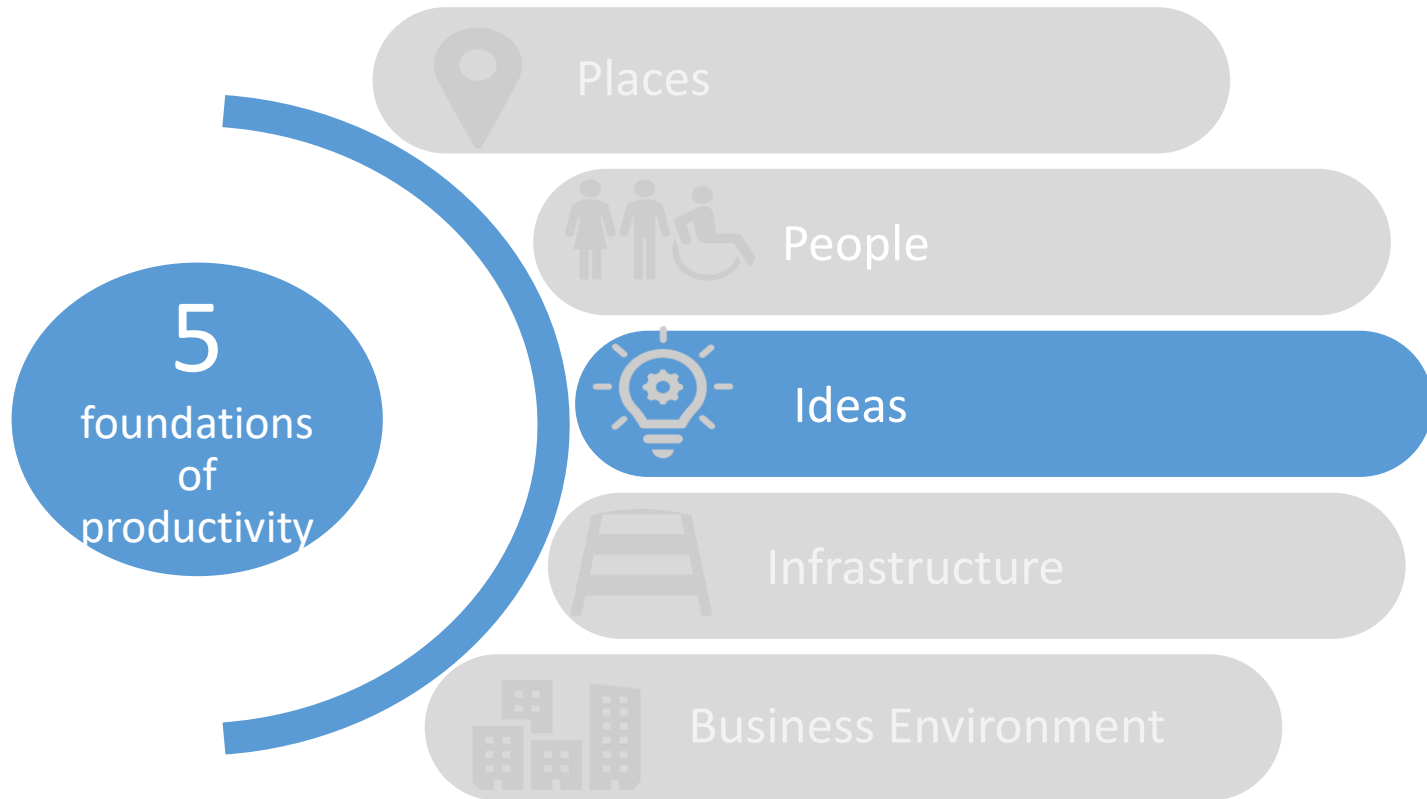 5
foundations
of
productivity
Places
People
Ideas
Infrastructure
Business Environment